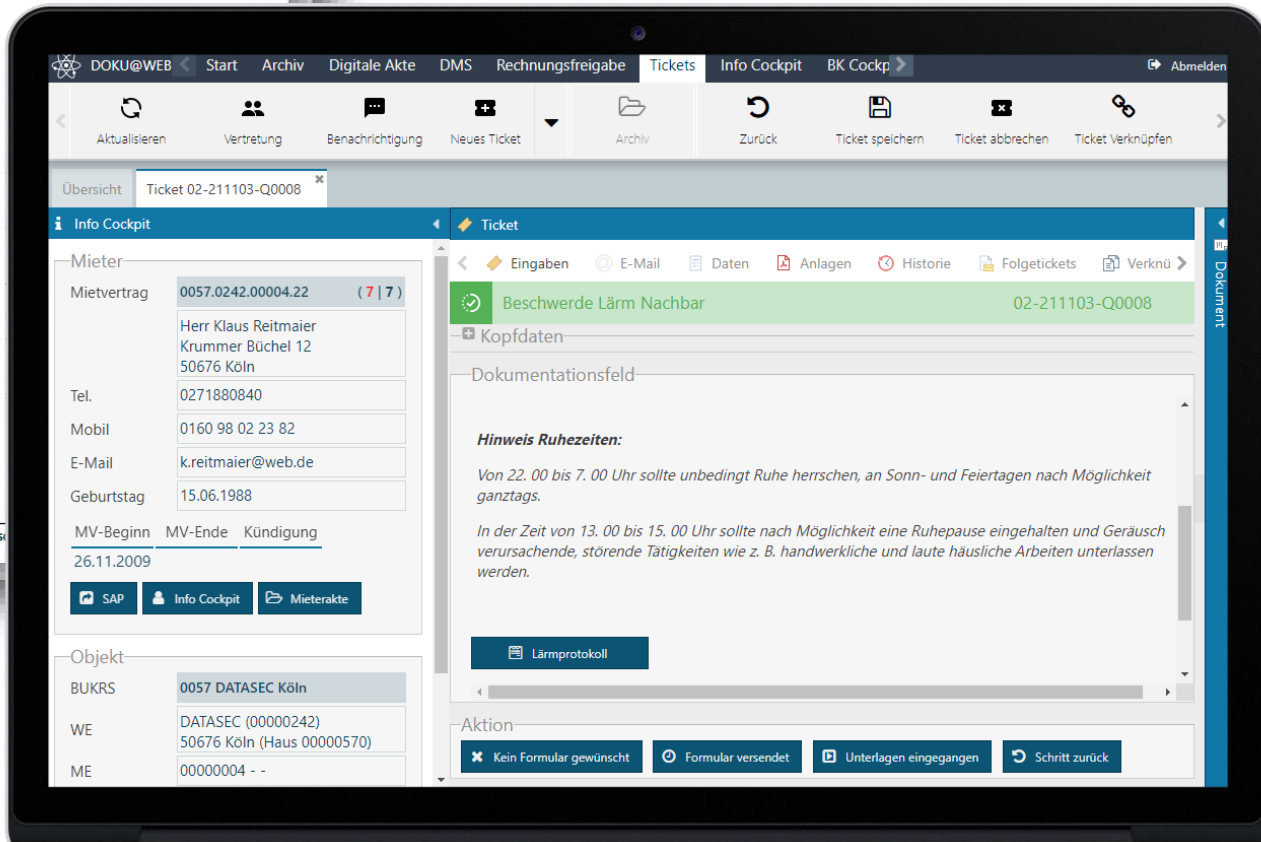 DOKU@WEB Start Archiv Digitale Akte DMS Rechnungsfreigabe Tickets Info Cockpit BK Cockp Abmelden
Aktualisieren Vertretung Benachrichtigung Neues Ticket Archiv Zurück Ticket speichern Ticket abbrechen Ticket Verknüpfen
Übersicht Ticket 02-211103-Q0008
Info Cockpit
Mieter
Mietvertrag 0057.0242.00004.22 (7|7)
Herr Klaus Reitmaier
Krummer Büchel 12
50676 Köln
Tel. 0271880840
Mobil 0160 98 02 23 82
E-Mail k.reitmaier@web.de
Geburtstag 15.06.1988
MV-Beginn MV-Ende Kündigung
26.11.2009
SAP Info Cockpit Mieterakte
Objekt
BUKRS 0057 DATASEC Köln
WE DATASEC (00000242)
50676 Köln (Haus 00000570)
ME 00000004 - -
Ticket
Eingaben E-Mail Daten Anlagen Historie Folgetickets Verknü
Beschwerde Lärm Nachbar 02-211103-Q0008
Kopfdaten
Dokumentationsfeld
Hinweis Ruhezeiten:
Von 22. 00 bis 7. 00 Uhr sollte unbedingt Ruhe herrschen, an Sonn- und Feiertagen nach Möglichkeit
ganztags.
In der Zeit von 13. 00 bis 15. 00 Uhr sollte nach Möglichkeit eine Ruhepause eingehalten und Geräusch
verursachende, störende Tätigkeiten wie z. B. handwerkliche und laute häusliche Arbeiten unterlassen
werden.
Lärmprotokoll
Aktion
Kein Formular gewünscht Formular versendet Unterlagen eingegangen Schritt zurück
Dokument